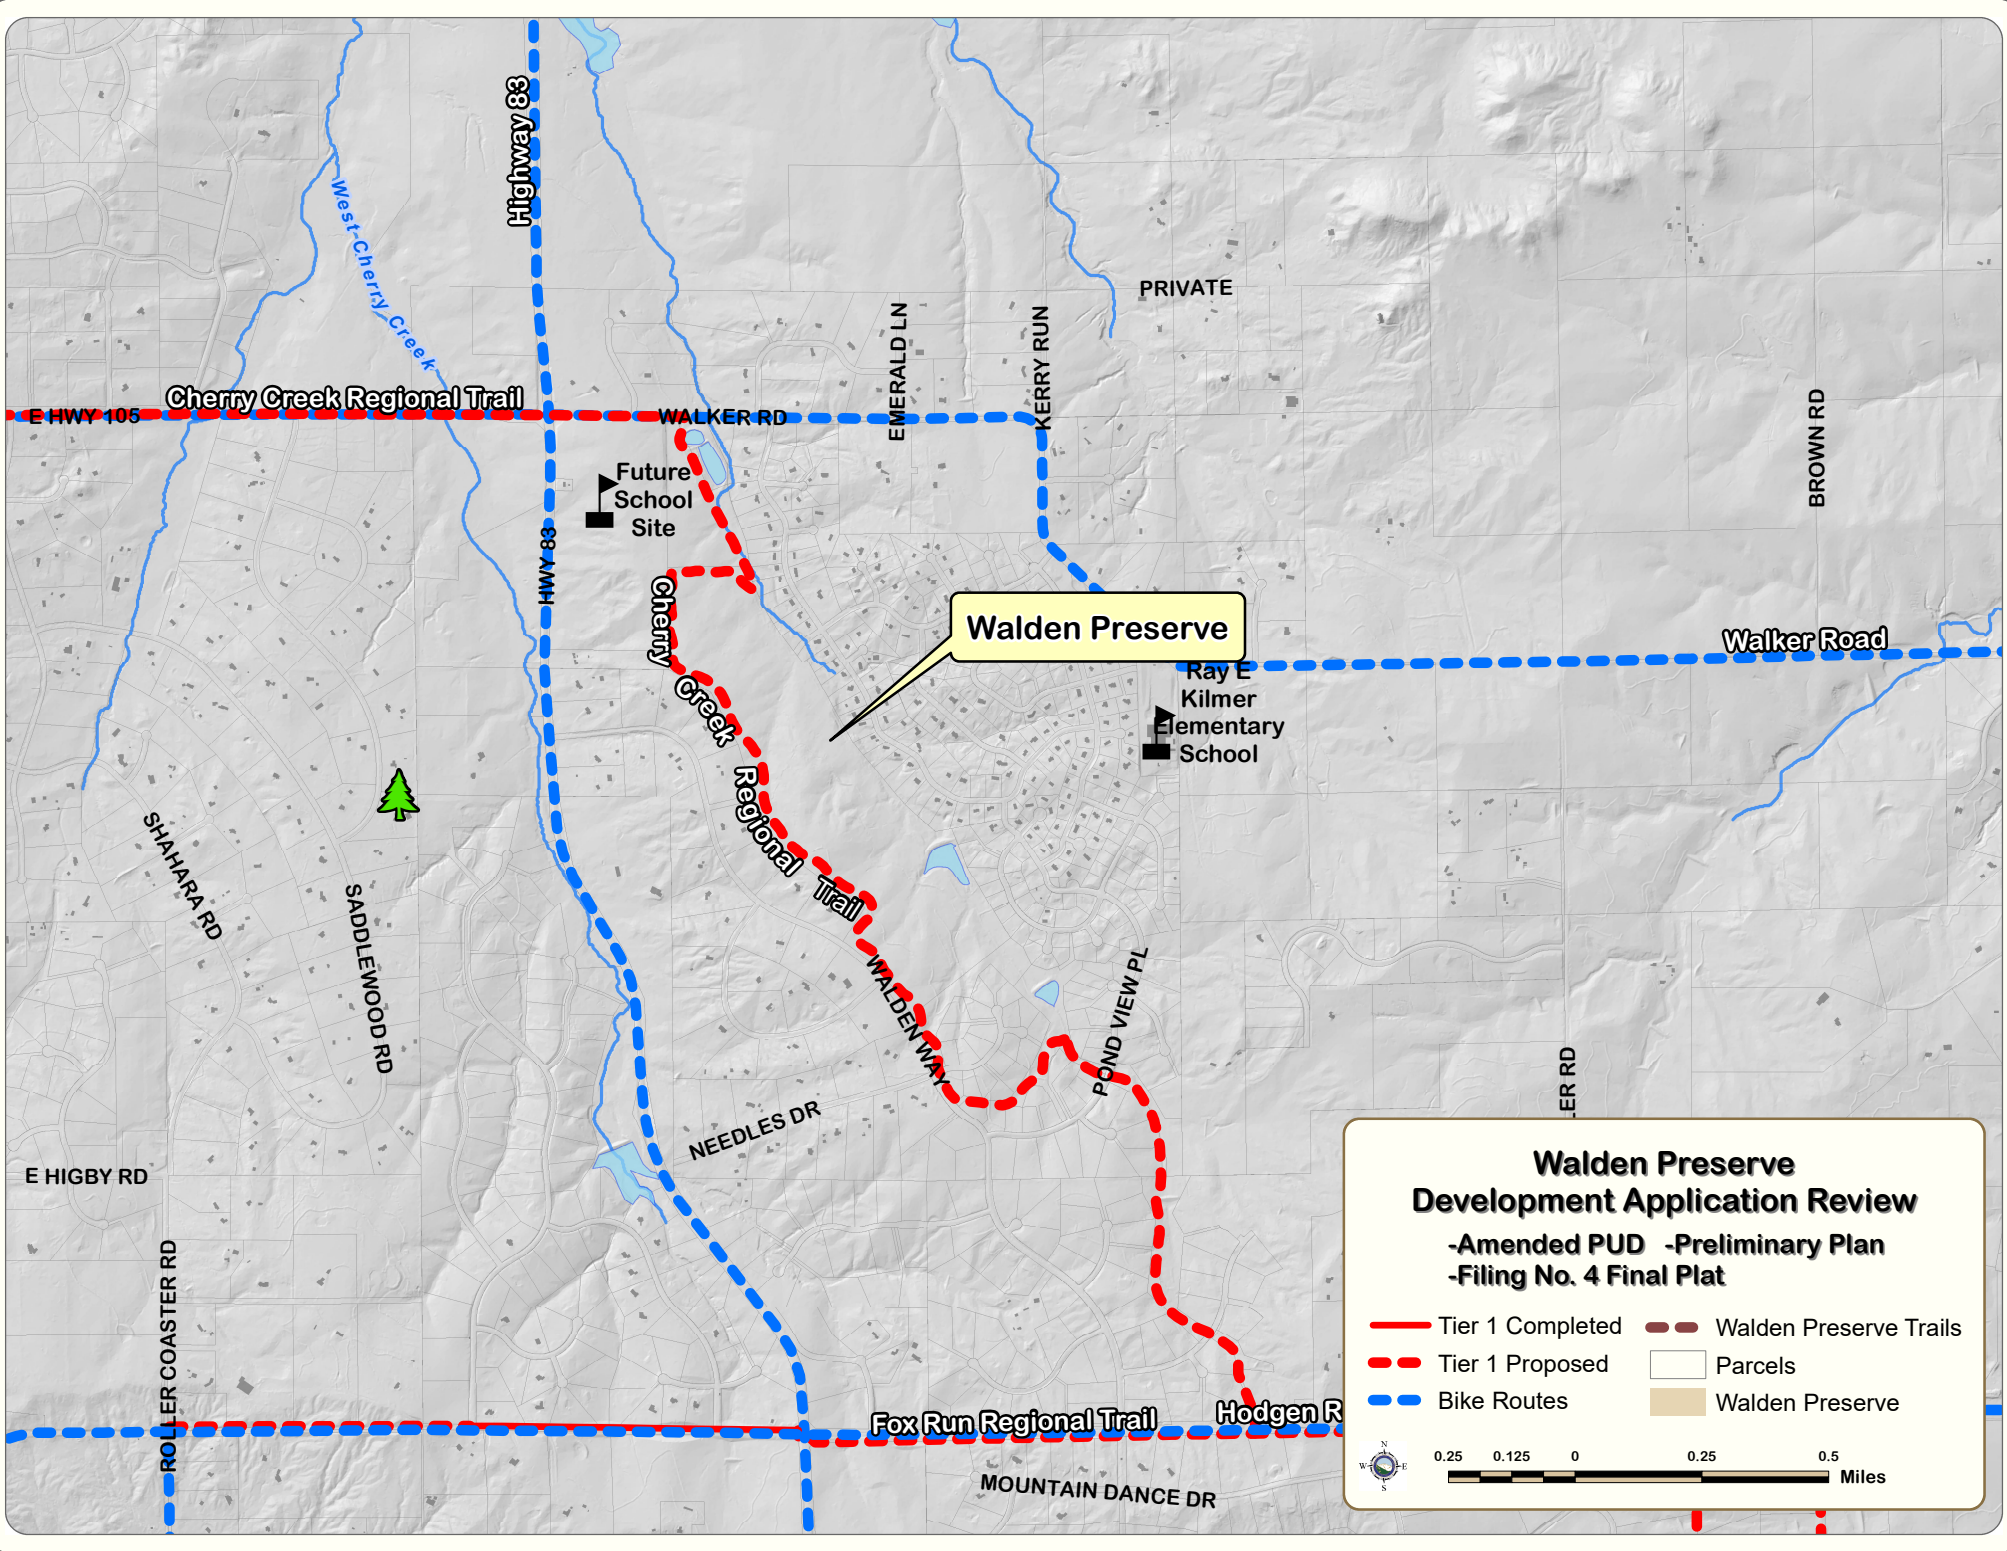 Highway 83
West Cherry Creek
PRIVATE
EMERALD LN
KERRY RUN
Cherry Creek Regional Trail
E HWY 105
WALKER RD
BROWN RD
Future
School
Site
HWY 83
Cherry Creek Regional Trail
Walden Preserve
Walker Road
Ray E
Kilmer
Elementary
School
SHAHARA RD
SADDLEWOOD RD
WALDEN WAY
POND VIEW PL
NEEDLES DR
LER RD
E HIGBY RD
ROLLER COASTER RD
Fox Run Regional Trail
Hodgen R
MOUNTAIN DANCE DR
Walden Preserve
Development Application Review
-Amended PUD -Preliminary Plan
-Filing No. 4 Final Plat
Tier 1 Completed
Tier 1 Proposed
Bike Routes
Walden Preserve Trails
Parcels
Walden Preserve
N
W E
S
0.25 0.125 0 0.25 0.5
Miles